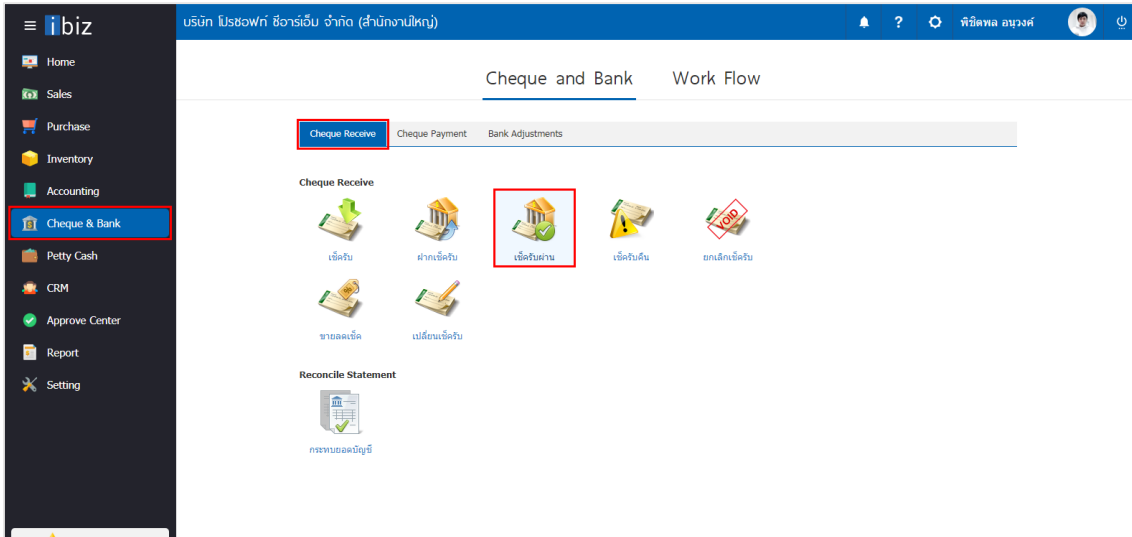 ibiz
บริษัท โปรซอฟท์ ซีอาร์เอ็ม จำกัด (สำนักงานใหญ่)
?
พิชิตพล อนุวงค์
Home
Sales
Purchase
Inventory
Accounting
Cheque & Bank
Petty Cash
CRM
Approve Center
Report
Setting
Cheque and Bank Work Flow
Cheque Receive Cheque Payment Bank Adjustments
Cheque Receive
VOID
เช็ครับ ฝากเช็ครับ เช็ครับผ่าน เช็ครับคืน ยกเลิกเช็ครับ
ขายลดเช็ค เปลี่ยนเช็ครับ
Reconcile Statement
กระทบยอดบัญชี